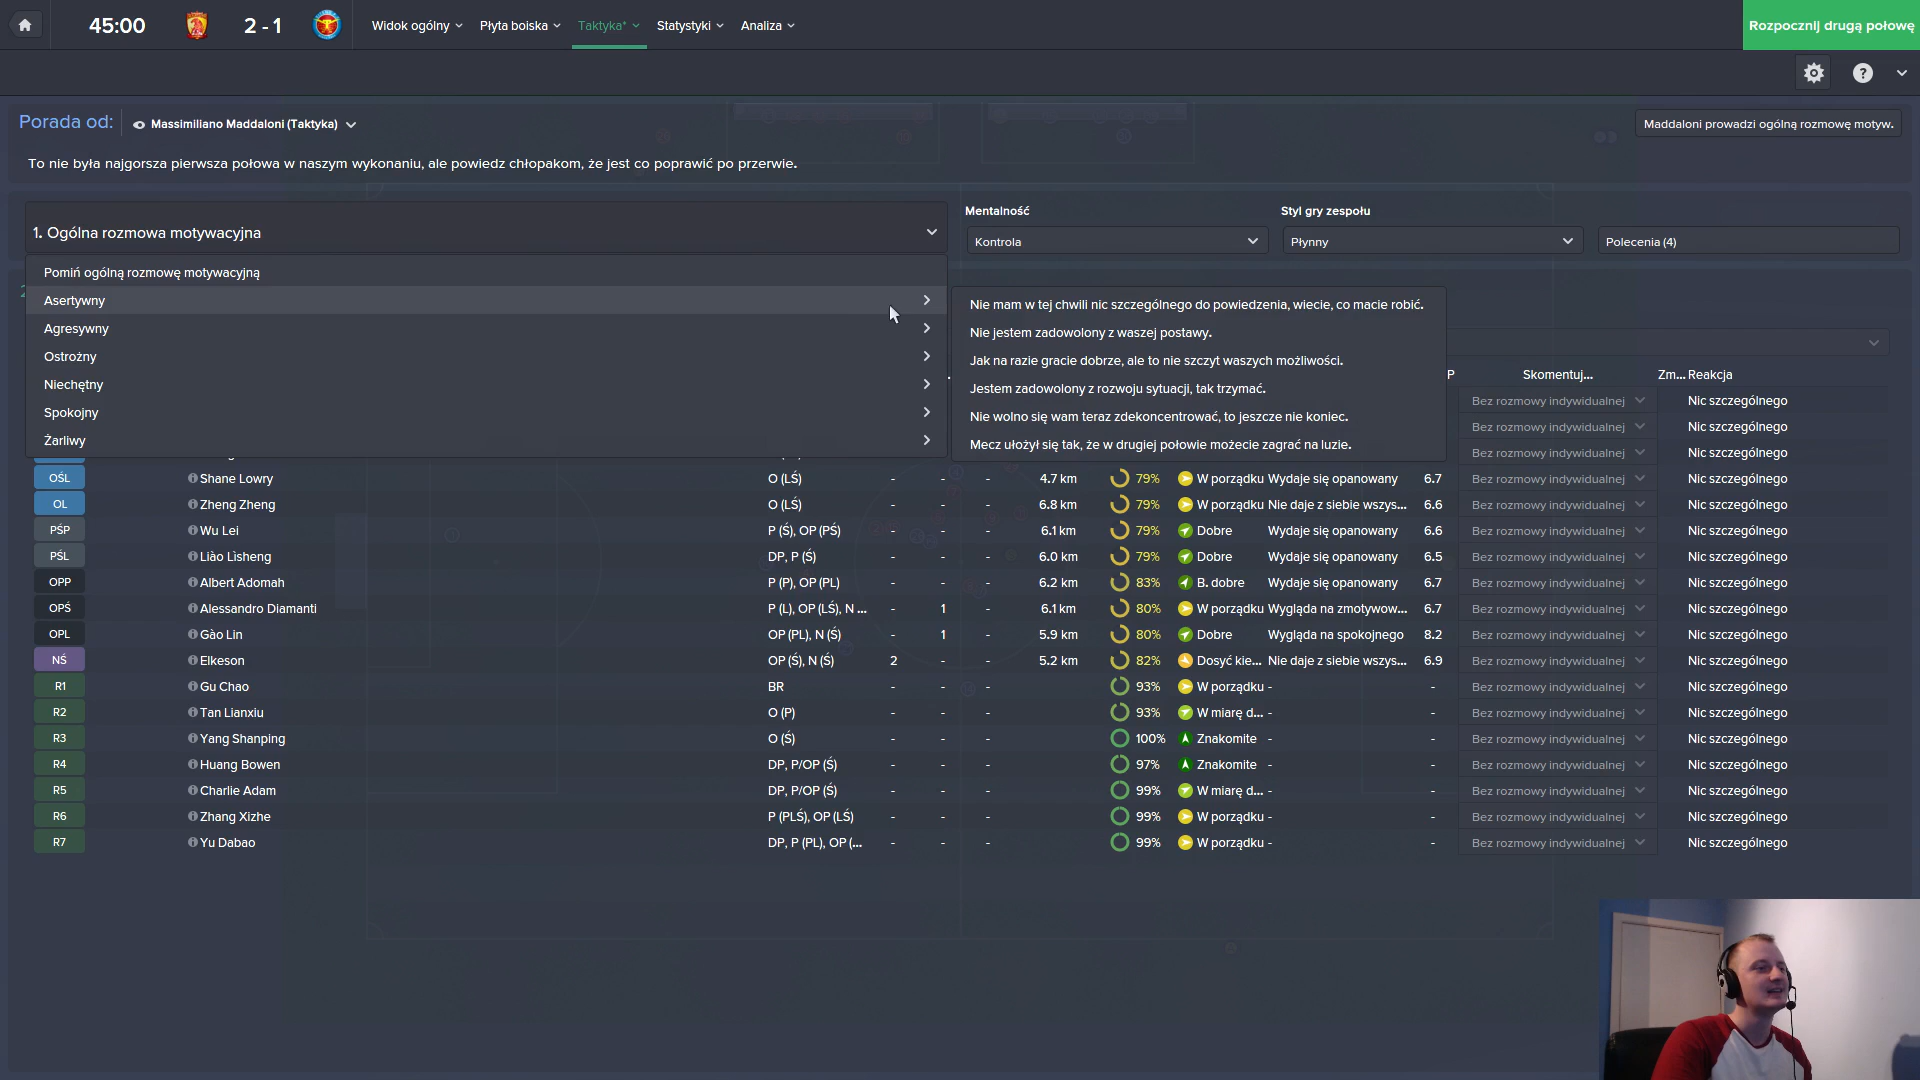 45:00 2 - 1 Widok ogólny Płyta boiska Taktyka* Statystyki Analiza Rozpocznij drugą połowę
Porada od: Massimiliano Maddaloni (Taktyka) Maddaloni prowadzi ogólną rozmowę motyw.
To nie była najgorsza pierwsza połowa w naszym wykonaniu, ale powiedz chłopakom, że jest co poprawić po przerwie.
Mentalność Styl gry zespołu
1. Ogólna rozmowa motywacyjna Kontrola Płynny Polecenia (4)
Pomiń ogólną rozmowę motywacyjną
Asertywny
Agresywny
Ostrożny
Niechętny
Spokojny
Żarliwy
Nie mam w tej chwili nic szczególnego do powiedzenia, wiecie, co macie robić.
Nie jestem zadowolony z waszej postawy.
Jak na razie gracie dobrze, ale to nie szczyt waszych możliwości.
Jestem zadowolony z rozwoju sytuacji, tak trzymać.
Nie wolno się wam teraz zdekoncentrować, to jeszcze nie koniec.
Mecz ułożył się tak, że w drugiej połowie możecie zagrać na luzie.
P Skomentuj... Zm... Reakcja
Bez rozmowy indywidualnej Nic szczególnego
Bez rozmowy indywidualnej Nic szczególnego
Bez rozmowy indywidualnej Nic szczególnego
OŚL Shane Lowry O (LŚ) - - - 4.7 km 79% W porządku Wydaje się opanowany 6.7 Bez rozmowy indywidualnej Nic szczególnego
OL Zheng Zheng O (LŚ) - - - 6.8 km 79% W porządku Nie daje z siebie wszys... 6.6 Bez rozmowy indywidualnej Nic szczególnego
PŚP Wu Lei P (Ś), OP (PŚ) - - - 6.1 km 79% Dobre Wydaje się opanowany 6.6 Bez rozmowy indywidualnej Nic szczególnego
PŚL Liào Lìsheng DP, P (Ś) - - - 6.0 km 79% Dobre Wydaje się opanowany 6.5 Bez rozmowy indywidualnej Nic szczególnego
OPP Albert Adomah P (P), OP (PL) - - - 6.2 km 83% B. dobre Wydaje się opanowany 6.7 Bez rozmowy indywidualnej Nic szczególnego
OPŚ Alessandro Diamanti P (L), OP (LŚ), N ... - 1 - 6.1 km 80% W porządku Wygląda na zmotywow... 6.7 Bez rozmowy indywidualnej Nic szczególnego
OPL Gào Lin OP (PL), N (Ś) - 1 - 5.9 km 80% Dobre Wygląda na spokojnego 8.2 Bez rozmowy indywidualnej Nic szczególnego
NŚ Elkeson OP (Ś), N (Ś) 2 - - 5.2 km 82% Dosyć kie... Nie daje z siebie wszys... 6.9 Bez rozmowy indywidualnej Nic szczególnego
R1 Gu Chao BR - - - 93% W porządku - - Bez rozmowy indywidualnej Nic szczególnego
R2 Tan Lianxiu O (P) - - - 93% W miarę d... - - Bez rozmowy indywidualnej Nic szczególnego
R3 Yang Shanping O (Ś) - - - 100% Znakomite - - Bez rozmowy indywidualnej Nic szczególnego
R4 Huang Bowen DP, P/OP (Ś) - - - 97% Znakomite - - Bez rozmowy indywidualnej Nic szczególnego
R5 Charlie Adam DP, P/OP (Ś) - - - 99% W miarę d... - - Bez rozmowy indywidualnej Nic szczególnego
R6 Zhang Xizhe P (PLŚ), OP (LŚ) - - - 99% W porządku - - Bez rozmowy indywidualnej Nic szczególnego
R7 Yu Dabao DP, P (PL), OP (... - - - 99% W porządku - - Bez rozmowy indywidualnej Nic szczególnego